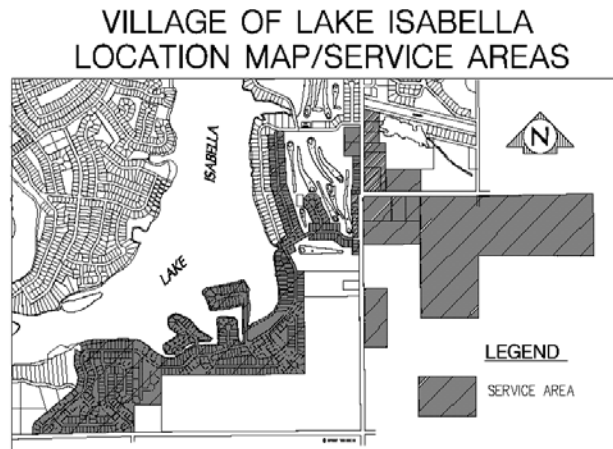 VILLAGE OF LAKE ISABELLA
LOCATION MAP/SERVICE AREAS
ISABELLA
LAKE
N
LEGEND
SERVICE AREA